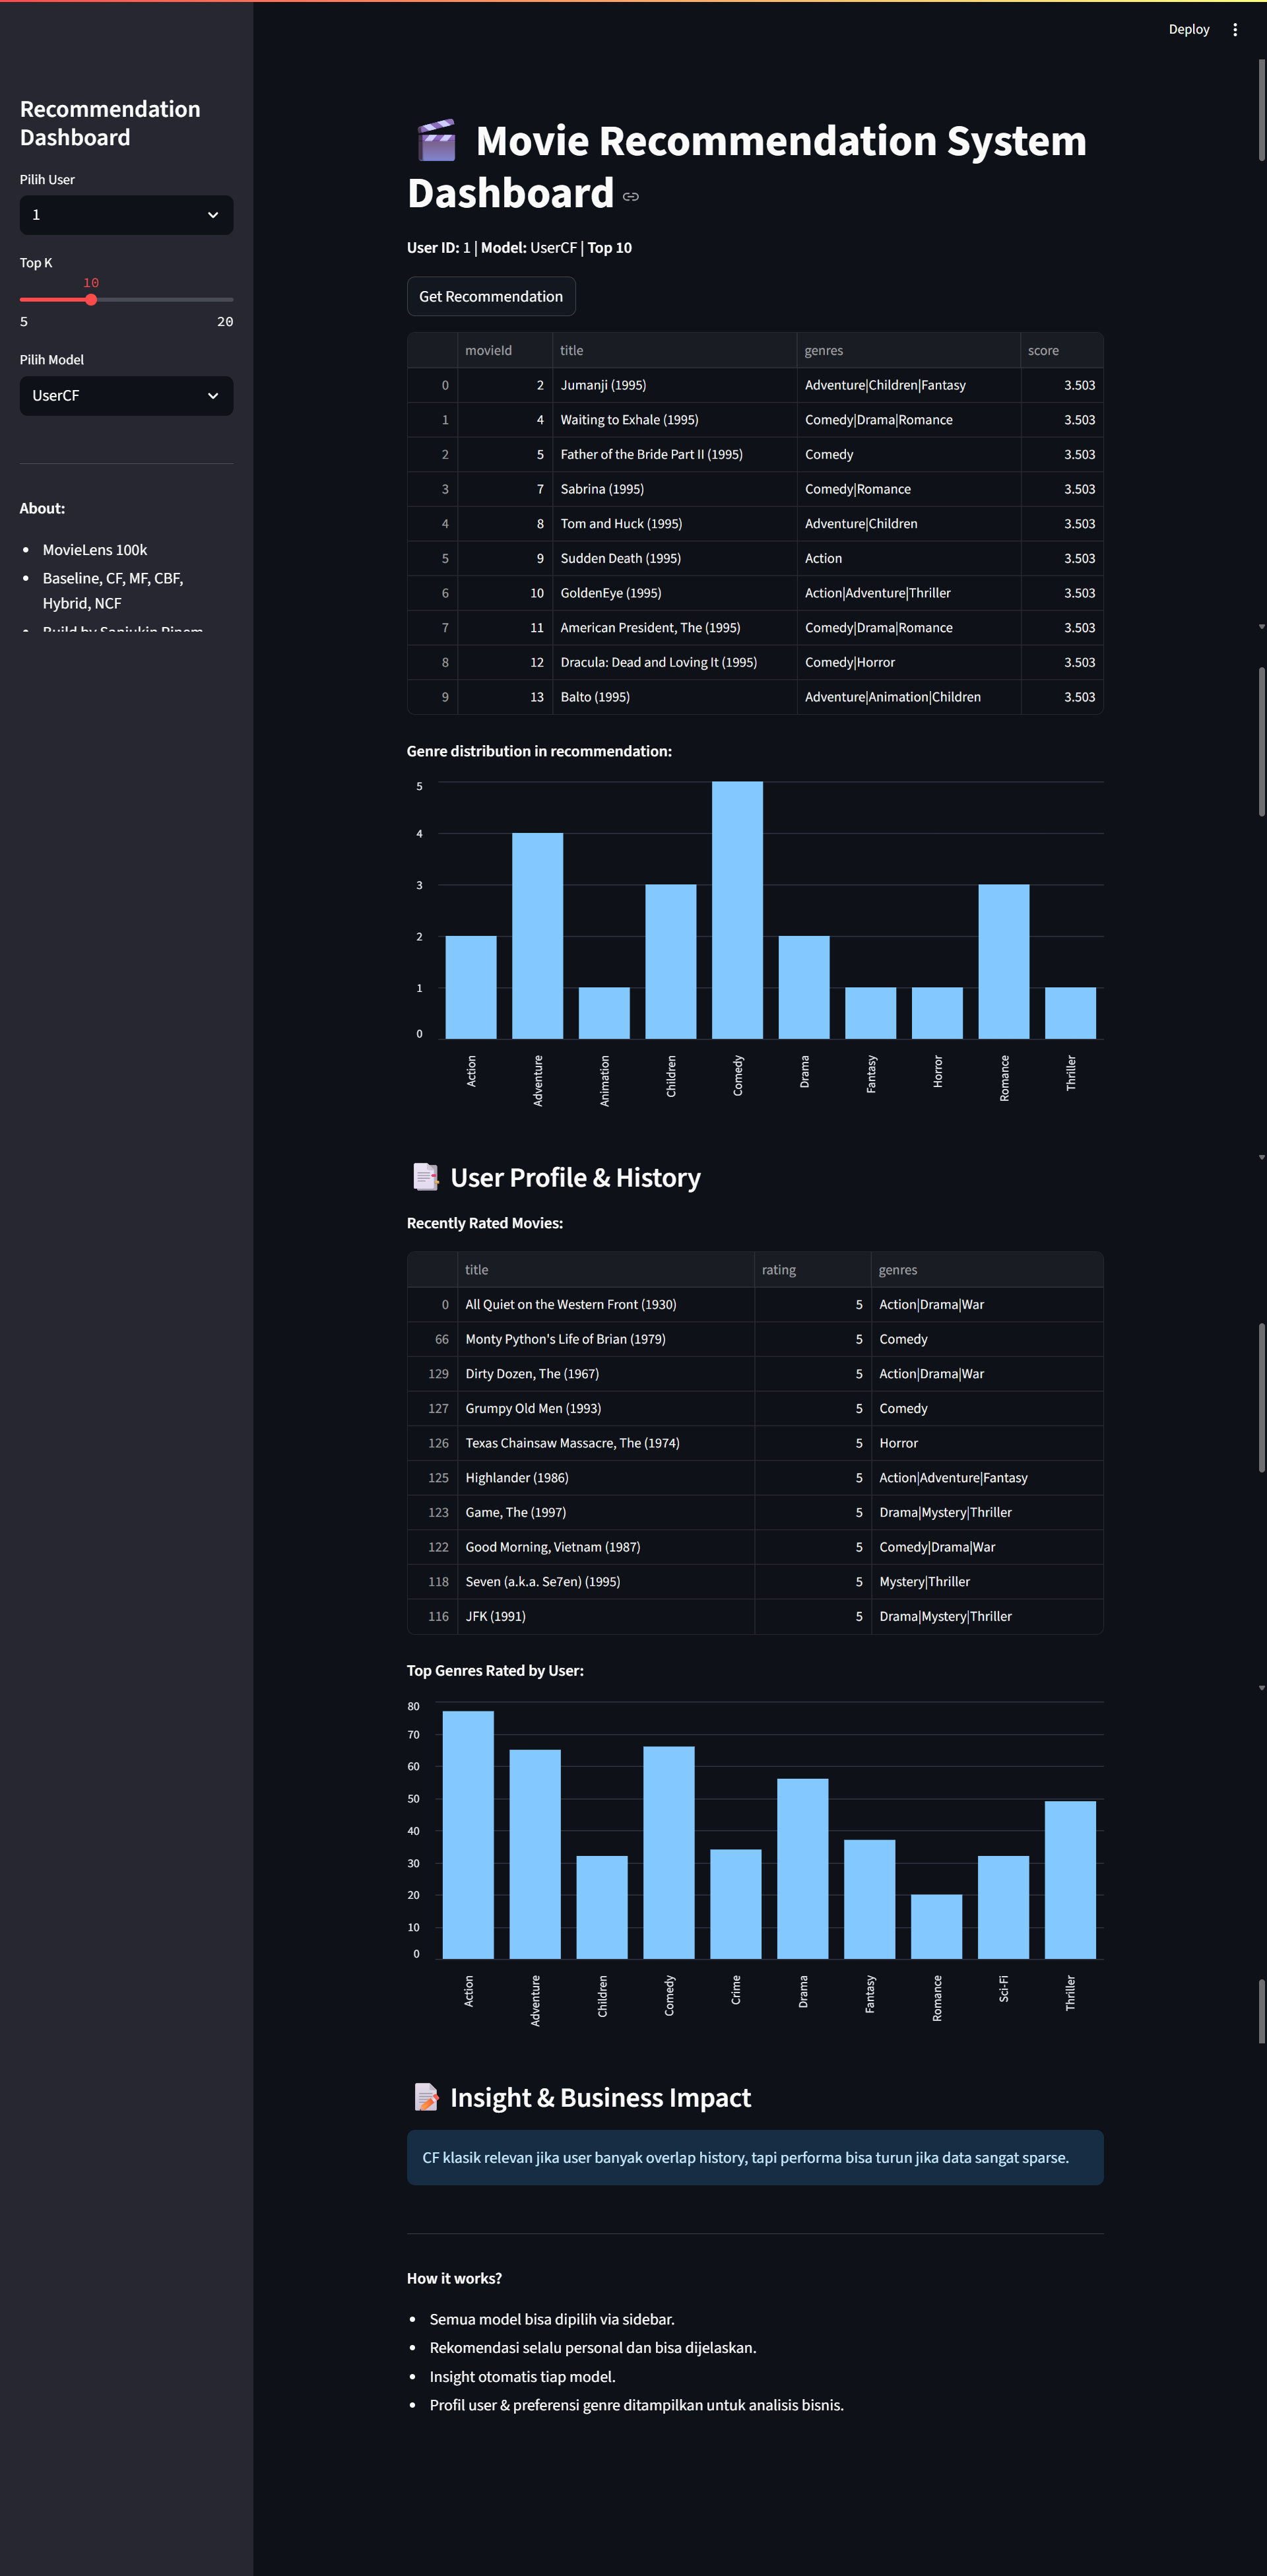 Deploy
Recommendation
Dashboard
Pilih User
1
Top K
10
5 20
Pilih Model
UserCF
About:
MovieLens 100k
Baseline, CF, MF, CBF,
Hybrid, NCF
Build by Sanjukin Pinem
Movie Recommendation System
Dashboard
User ID: 1 | Model: UserCF | Top 10
Get Recommendation
movieId title genres score
0 2 Jumanji (1995) Adventure|Children|Fantasy 3.503
1 4 Waiting to Exhale (1995) Comedy|Drama|Romance 3.503
2 5 Father of the Bride Part II (1995) Comedy 3.503
3 7 Sabrina (1995) Comedy|Romance 3.503
4 8 Tom and Huck (1995) Adventure|Children 3.503
5 9 Sudden Death (1995) Action 3.503
6 10 GoldenEye (1995) Action|Adventure|Thriller 3.503
7 11 American President, The (1995) Comedy|Drama|Romance 3.503
8 12 Dracula: Dead and Loving It (1995) Comedy|Horror 3.503
9 13 Balto (1995) Adventure|Animation|Children 3.503
Genre distribution in recommendation:
5
4
3
2
1
0
Action Adventure Animation Children Comedy Drama Fantasy Horror Romance Thriller
User Profile & History
Recently Rated Movies:
title rating genres
0 All Quiet on the Western Front (1930) 5 Action|Drama|War
66 Monty Python's Life of Brian (1979) 5 Comedy
129 Dirty Dozen, The (1967) 5 Action|Drama|War
127 Grumpy Old Men (1993) 5 Comedy
126 Texas Chainsaw Massacre, The (1974) 5 Horror
125 Highlander (1986) 5 Action|Adventure|Fantasy
123 Game, The (1997) 5 Drama|Mystery|Thriller
122 Good Morning, Vietnam (1987) 5 Comedy|Drama|War
118 Seven (a.k.a. Se7en) (1995) 5 Mystery|Thriller
116 JFK (1991) 5 Drama|Mystery|Thriller
Top Genres Rated by User:
80
70
60
50
40
30
20
10
0
Action Adventure Children Comedy Crime Drama Fantasy Romance Sci-Fi Thriller
Insight & Business Impact
CF klasik relevan jika user banyak overlap history, tapi performa bisa turun jika data sangat sparse.
How it works?
Semua model bisa dipilih via sidebar.
Rekomendasi selalu personal dan bisa dijelaskan.
Insight otomatis tiap model.
Profil user & preferensi genre ditampilkan untuk analisis bisnis.